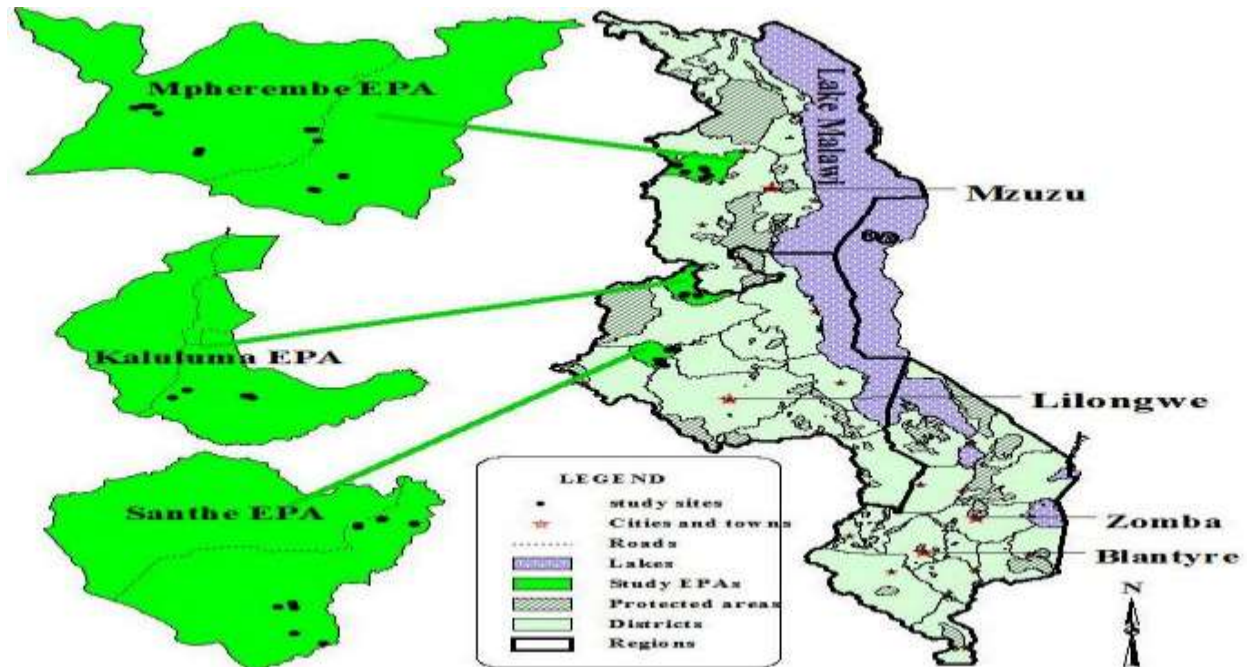 Mpherembe EPA
Lake Malawi
Mzuzu
Kaluluma EPA
Lilongwe
Santhe EPA
LEGEND
study sites
Cities and towns
Roads
Lakes
Study EPAs
Protected areas
Districts
Regions
Zomba
Blantyre
N